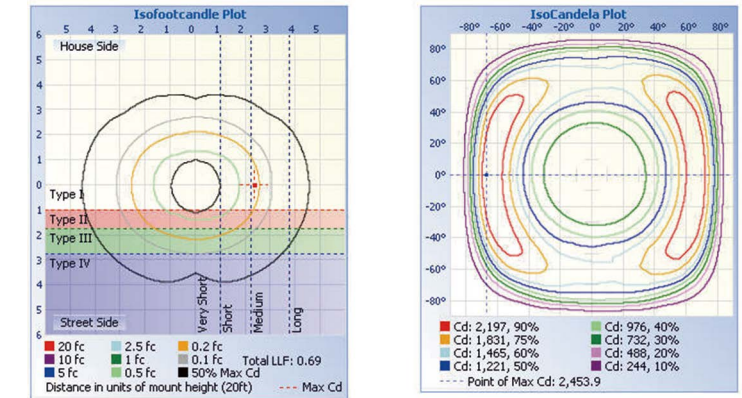 Isofootcandle Plot
5 4 3 2 1 0 1 2 3 4 5
6
House Side
5
4
3
2
1
0
Type I
1
Type II
Type III
2
3
Type IV
4
5
Street Side
6
Very Short
Short
Medium
Long
20 fc 2.5 fc 0.2 fc
10 fc 1 fc 0.1 fc Total LLF: 0.69
5 fc 0.5 fc 50% Max Cd
Distance in units of mount height (20ft) Max Cd
IsoCandela Plot
-80° -60° -40° -20° 0° 20° 40° 60° 80°
80°
60°
40°
20°
0°
-20°
-40°
-60°
-80°
Cd: 2,197, 90% Cd: 976, 40%
Cd: 1,831, 75% Cd: 732, 30%
Cd: 1,465, 60% Cd: 488, 20%
Cd: 1,221, 50% Cd: 244, 10%
Point of Max Cd: 2,453.9